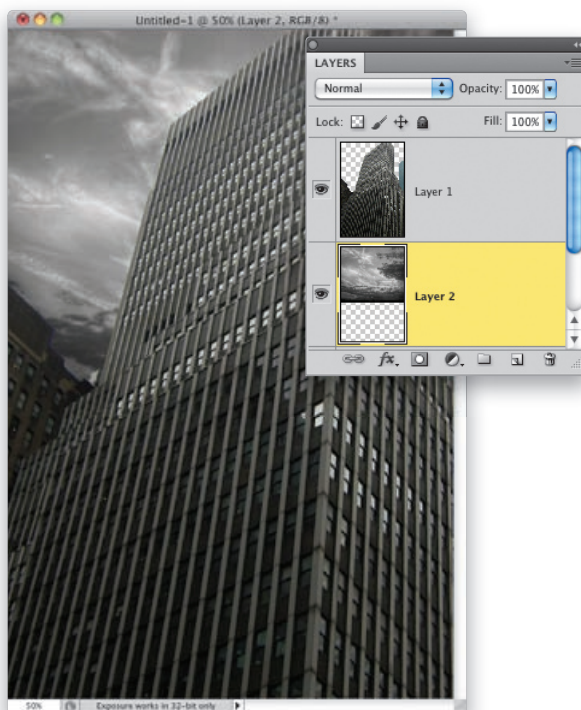 Untitled-1 @ 50% (Layer 2, RGB/8) *
LAYERS
Normal Opacity: 100%
Lock: Fill: 100%
Layer 1
Layer 2
fx.
50% Exposure works in 32-bit only